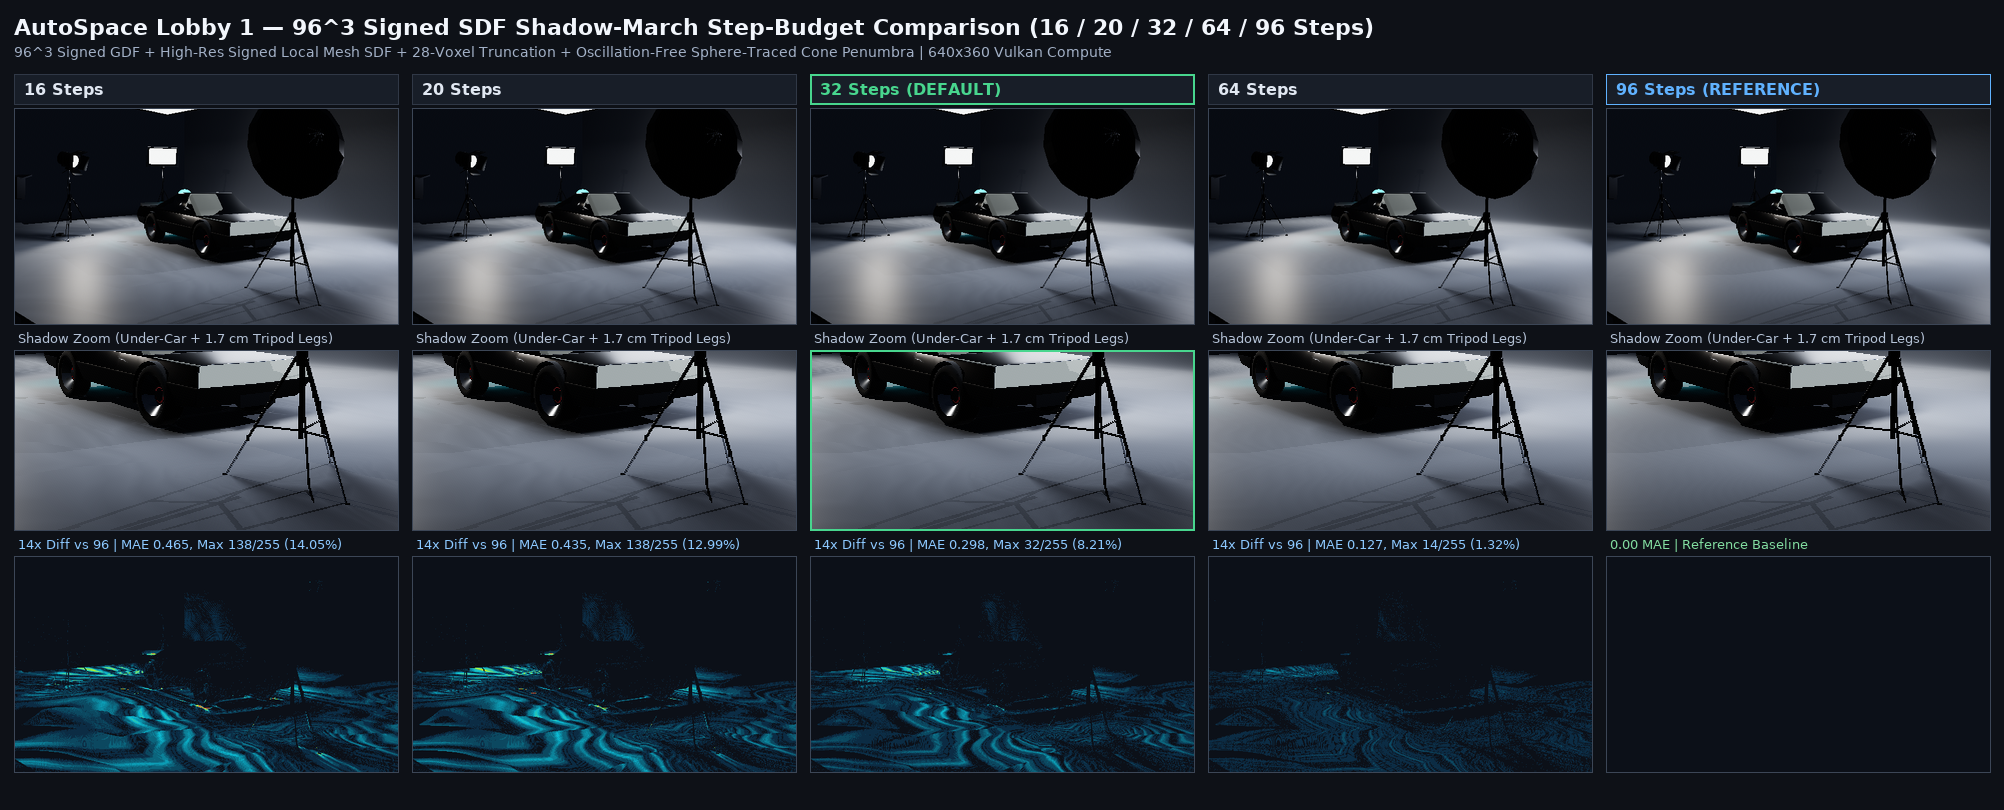 AutoSpace Lobby 1 — 96^3 Signed SDF Shadow-March Step-Budget Comparison (16 / 20 / 32 / 64 / 96 Steps)
96^3 Signed GDF + High-Res Signed Local Mesh SDF + 28-Voxel Truncation + Oscillation-Free Sphere-Traced Cone Penumbra | 640x360 Vulkan Compute
16 Steps
20 Steps
32 Steps (DEFAULT)
64 Steps
96 Steps (REFERENCE)
Shadow Zoom (Under-Car + 1.7 cm Tripod Legs)
Shadow Zoom (Under-Car + 1.7 cm Tripod Legs)
Shadow Zoom (Under-Car + 1.7 cm Tripod Legs)
Shadow Zoom (Under-Car + 1.7 cm Tripod Legs)
Shadow Zoom (Under-Car + 1.7 cm Tripod Legs)
14x Diff vs 96 | MAE 0.465, Max 138/255 (14.05%)
14x Diff vs 96 | MAE 0.435, Max 138/255 (12.99%)
14x Diff vs 96 | MAE 0.298, Max 32/255 (8.21%)
14x Diff vs 96 | MAE 0.127, Max 14/255 (1.32%)
0.00 MAE | Reference Baseline